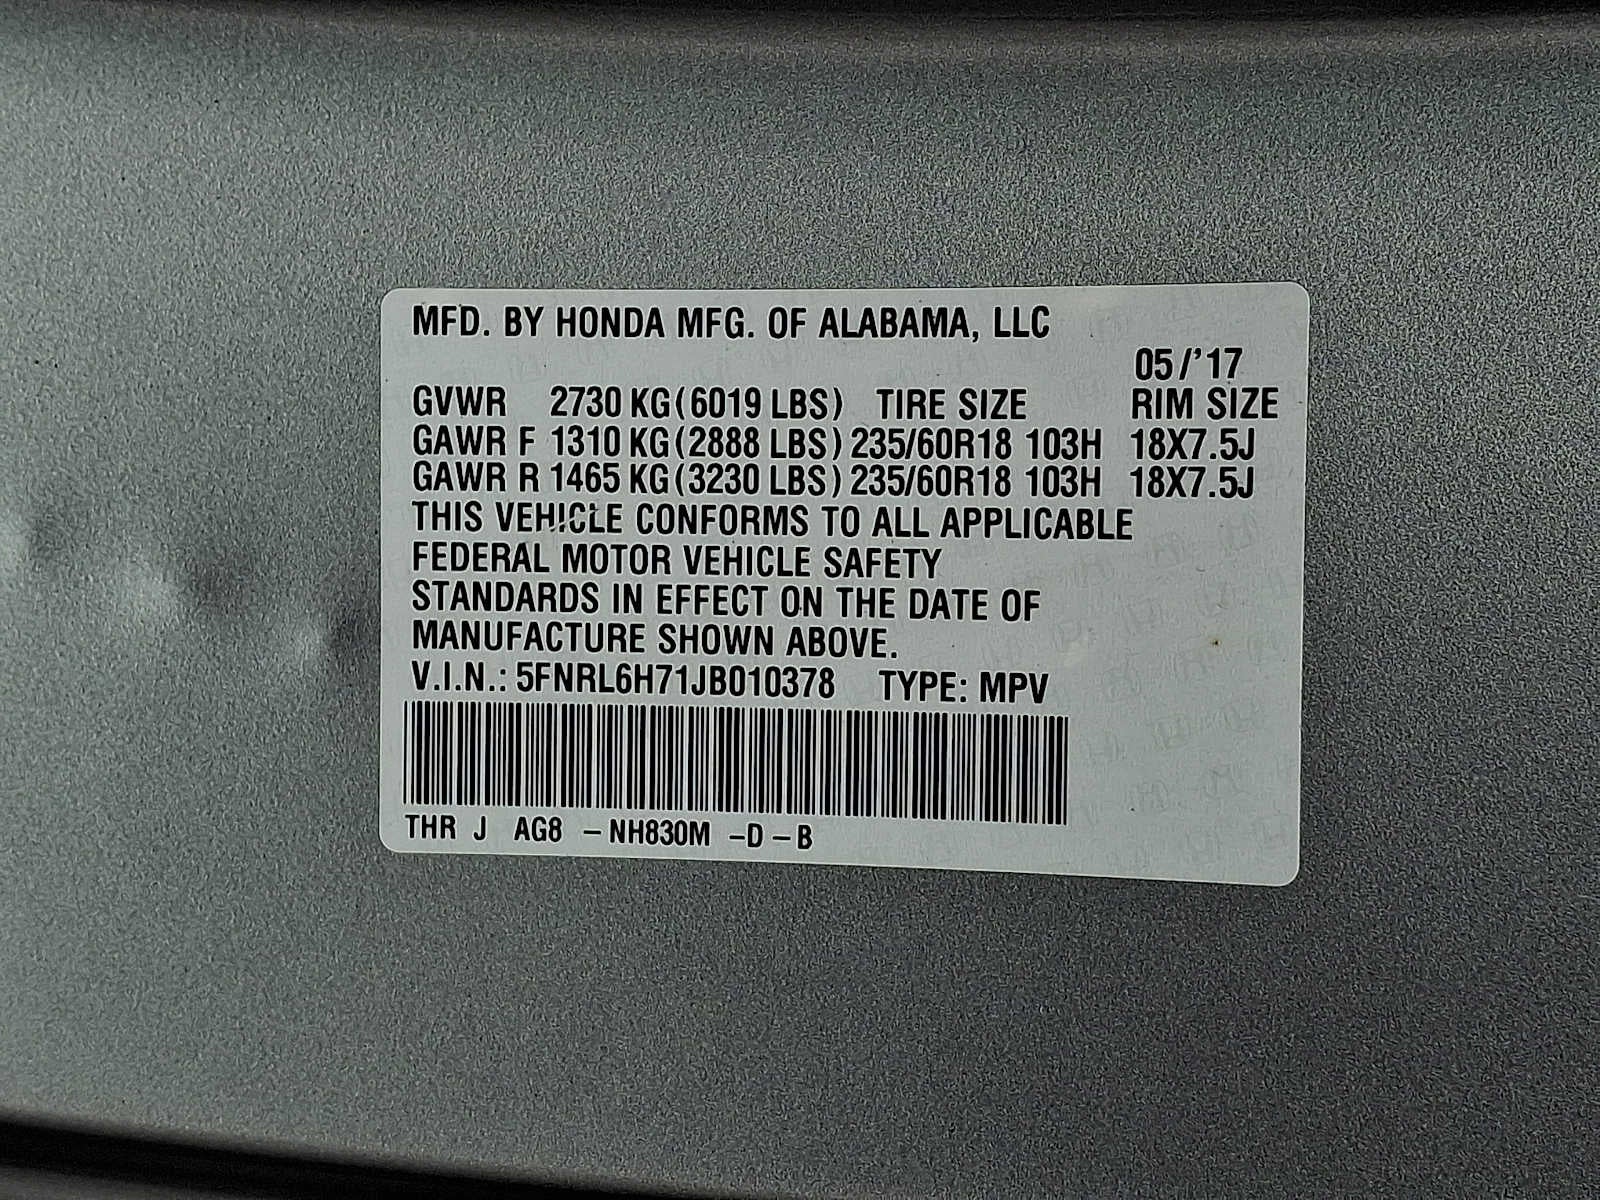 MFD. BY HONDA MFG. OF ALABAMA, LLC
05/'17
GVWR 2730 KG(6019 LBS) TIRE SIZE RIM SIZE
GAWR F 1310 KG(2888 LBS) 235/60R18 103H 18X7.5J
GAWR R 1465 KG(3230 LBS) 235/60R18 103H 18X7.5J
THIS VEHICLE CONFORMS TO ALL APPLICABLE
FEDERAL MOTOR VEHICLE SAFETY
STANDARDS IN EFFECT ON THE DATE OF
MANUFACTURE SHOWN ABOVE.
V.I.N.: 5FNRL6H71JB010378 TYPE: MPV
THR J AG8 -NH830M -D-B